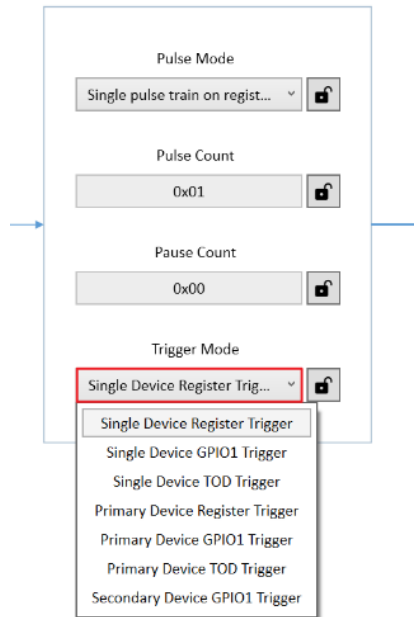 Pulse Mode
Single pulse train on regist...
Pulse Count
0x01
Pause Count
0x00
Trigger Mode
Single Device Register Trig...
Single Device Register Trigger
Single Device GPIO1 Trigger
Single Device TOD Trigger
Primary Device Register Trigger
Primary Device GPIO1 Trigger
Primary Device TOD Trigger
Secondary Device GPIO1 Trigger